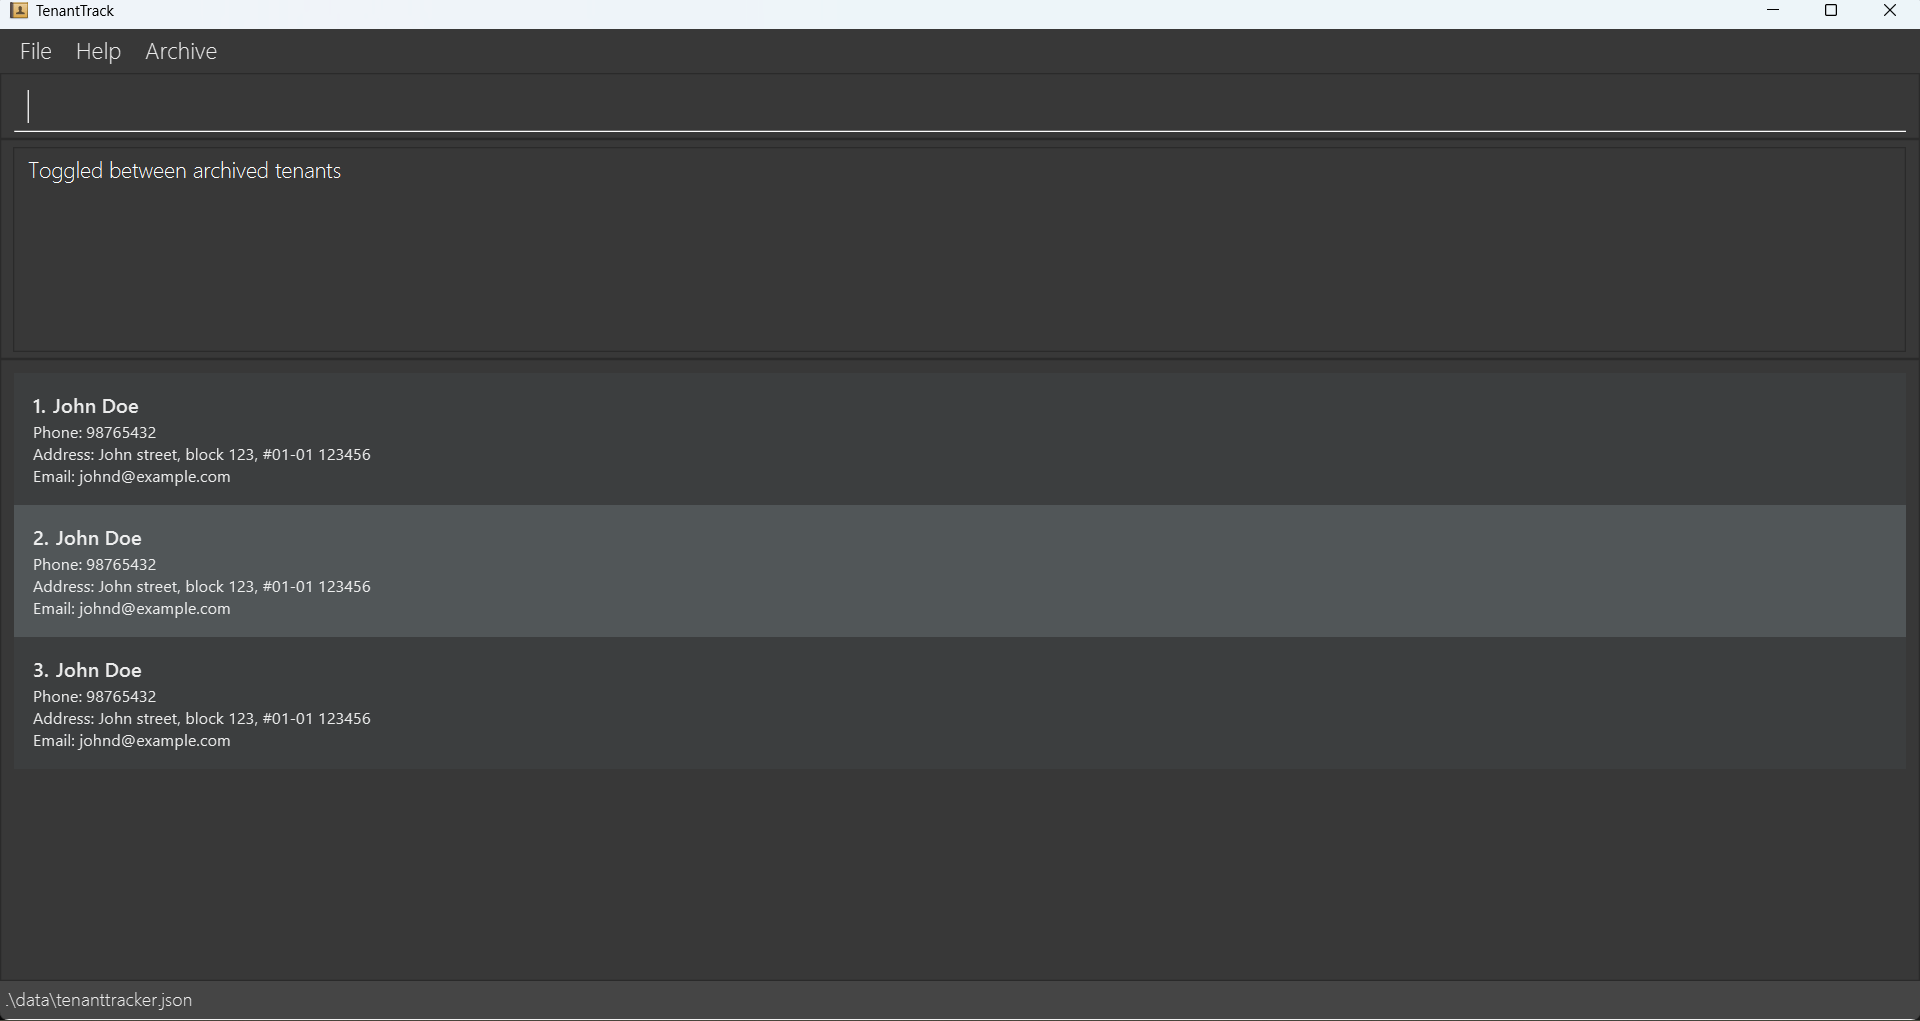 TenantTrack
File Help Archive
Toggled between archived tenants
1. John Doe
Phone: 98765432
Address: John street, block 123, #01-01 123456
Email: johnd@example.com
2. John Doe
Phone: 98765432
Address: John street, block 123, #01-01 123456
Email: johnd@example.com
3. John Doe
Phone: 98765432
Address: John street, block 123, #01-01 123456
Email: johnd@example.com
.\data\tenanttracker.json